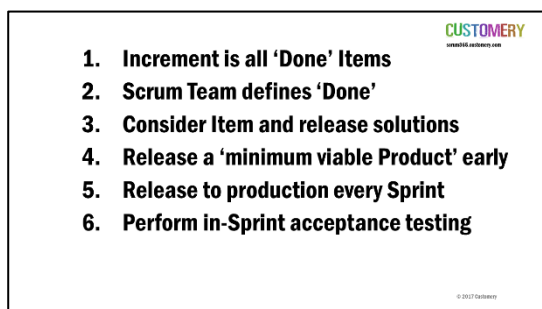 CUSTOMERY
scrum366.customery.com
1. Increment is all ‘Done’ Items
2. Scrum Team defines ‘Done’
3. Consider Item and release solutions
4. Release a ‘minimum viable Product’ early
5. Release to production every Sprint
6. Perform in-Sprint acceptance testing
© 2017 Customery